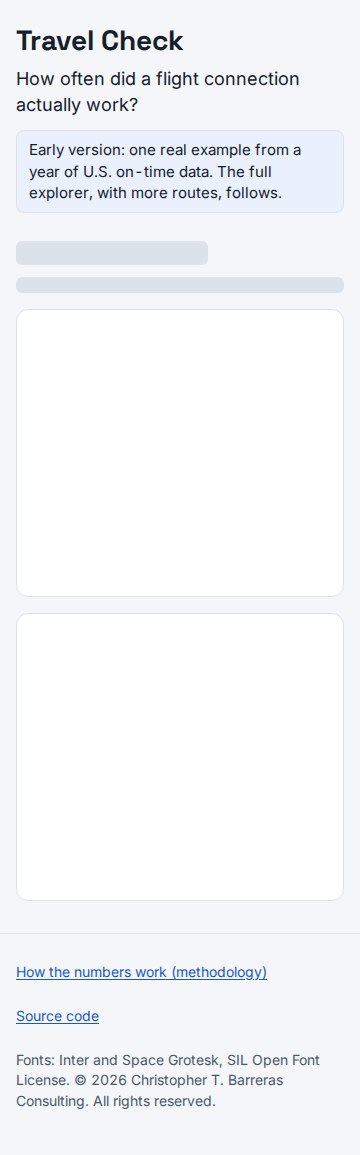 Travel Check
How often did a flight connection
actually work?
Early version: one real example from a
year of U.S. on-time data. The full
explorer, with more routes, follows.
How the numbers work (methodology)
Source code
Fonts: Inter and Space Grotesk, SIL Open Font
License. © 2026 Christopher T. Barreras
Consulting. All rights reserved.